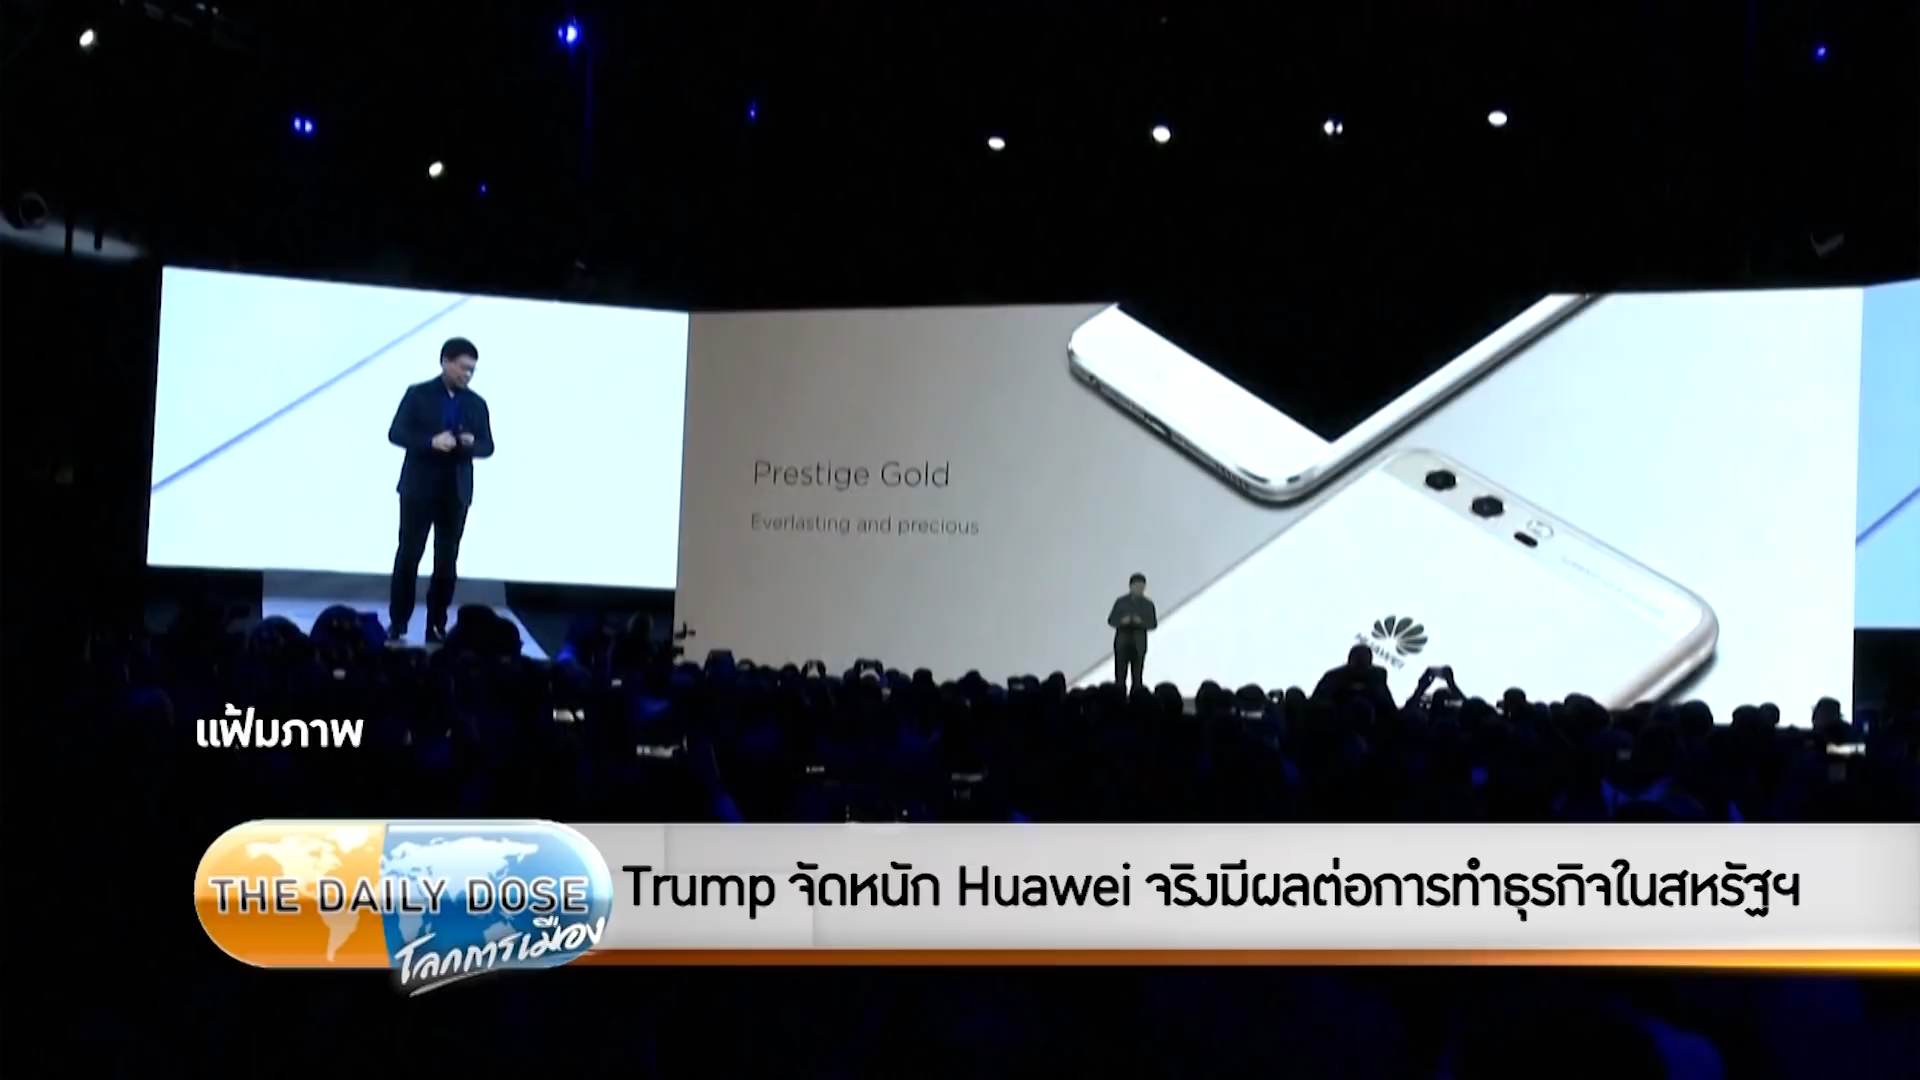 Prestige Gold
Everlasting and precious
HUAWEI
แฟ้มภาพ
THE DAILY DOSE
โลกการเมือง
Trump จัดหนัก Huawei จริงมีผลต่อการทำธุรกิจในสหรัฐฯ